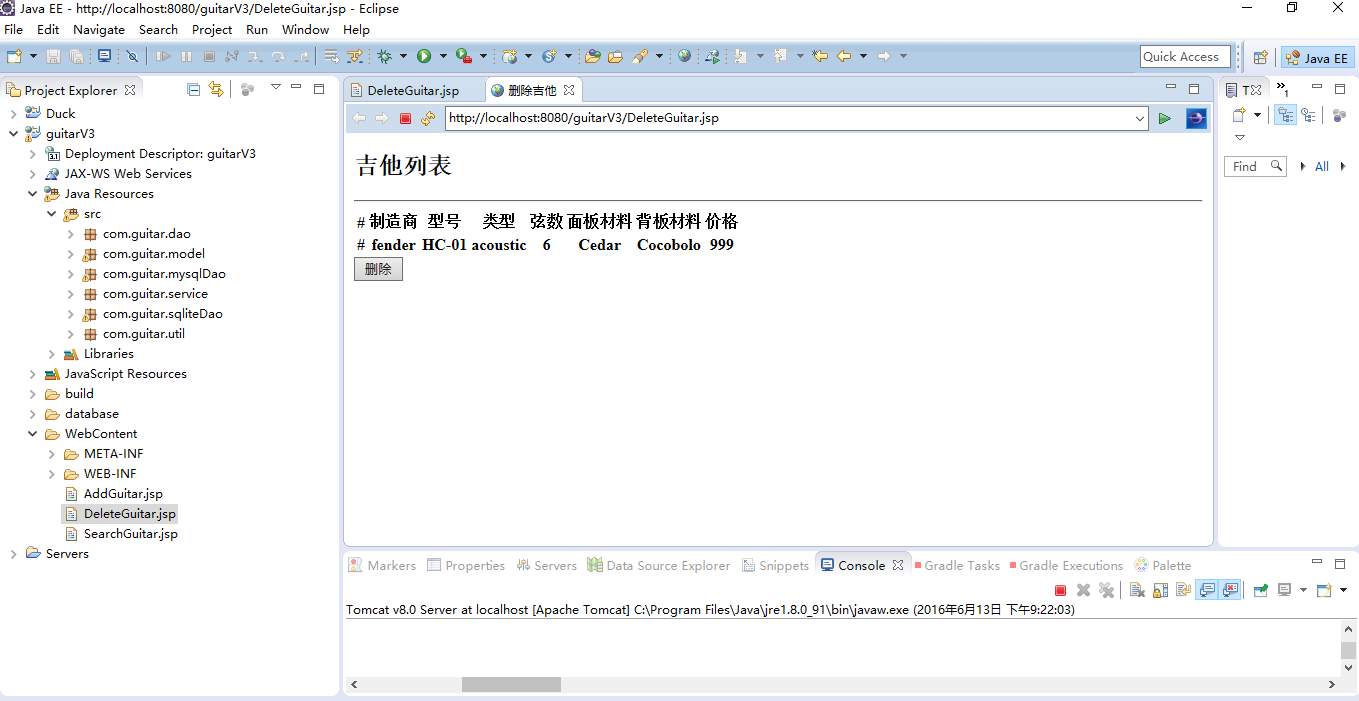 Java EE - http://localhost:8080/guitarV3/DeleteGuitar.jsp - Eclipse
File Edit Navigate Search Project Run Window Help
Quick Access
Java EE
Project Explorer
Duck
guitarV3
Deployment Descriptor: guitarV3
JAX-WS Web Services
Java Resources
src
com.guitar.dao
com.guitar.model
com.guitar.mysqlDao
com.guitar.service
com.guitar.sqliteDao
com.guitar.util
Libraries
JavaScript Resources
build
database
WebContent
META-INF
WEB-INF
AddGuitar.jsp
DeleteGuitar.jsp
SearchGuitar.jsp
Servers
DeleteGuitar.jsp 删除吉他
http://localhost:8080/guitarV3/DeleteGuitar.jsp
吉他列表
# 制造商 型号 类型 弦数 面板材料 背板材料 价格
# fender HC-01 acoustic 6 Cedar Cocobolo 999
删除
T
1
Find All
Markers Properties Servers Data Source Explorer Snippets Console Gradle Tasks Gradle Executions Palette
Tomcat v8.0 Server at localhost [Apache Tomcat] C:\Program Files\Java\jre1.8.0_91\bin\javaw.exe (2016年6月13日 下午9:22:03)